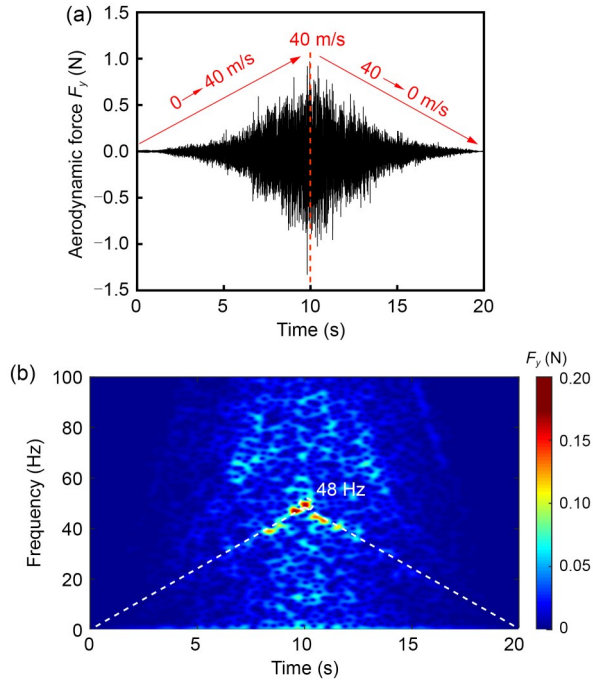 (a)
1.5
1.0
0.5
0.0
−0.5
−1.0
−1.5
Aerodynamic force Fy (N)
0→40 m/s
40 m/s
40→0 m/s
0 5 10 15 20
Time (s)
(b)
Fy (N)
100
80
60
40
20
0
Frequency (Hz)
48 Hz
0.20
0.15
0.10
0.05
0
0 5 10 15 20
Time (s)